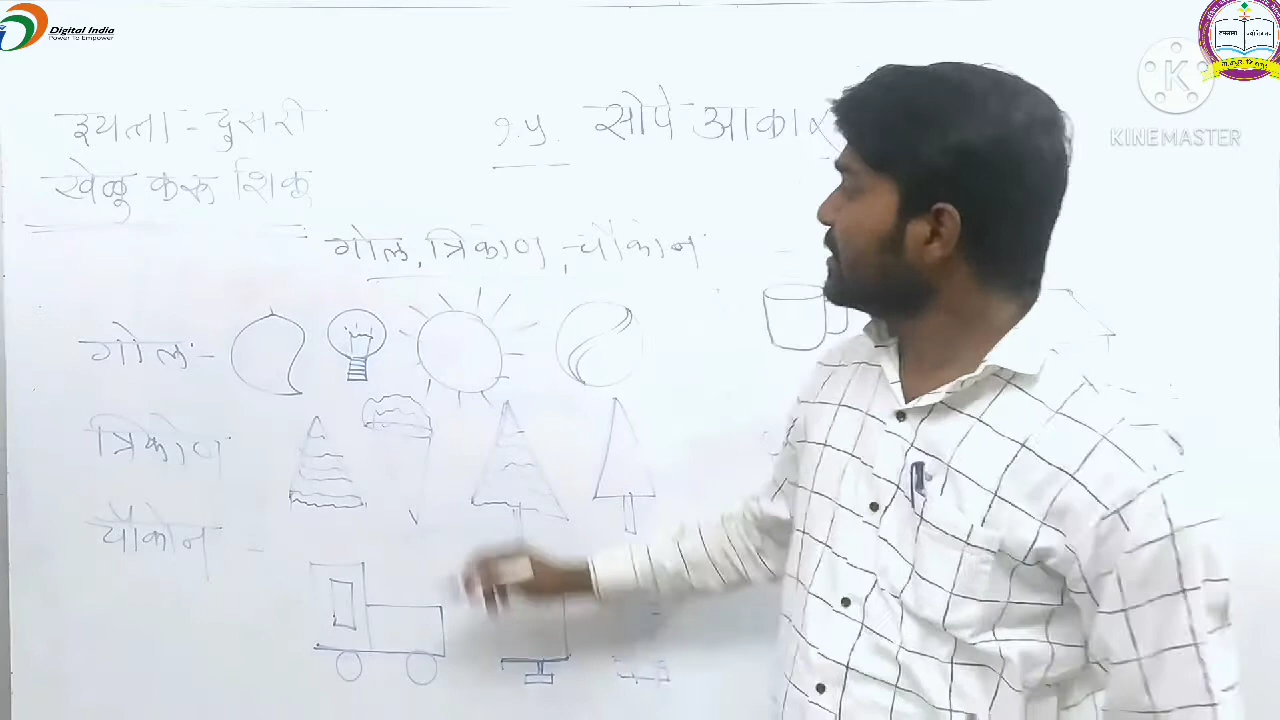 Digital India
Power To Empower
K
KINEMASTER
इयत्ता - दुसरी
खेळू करू शिकू
१.५ सोपे आकार
गोल, त्रिकोण, चौकोन
गोल :-
त्रिकोण
चौकोन -